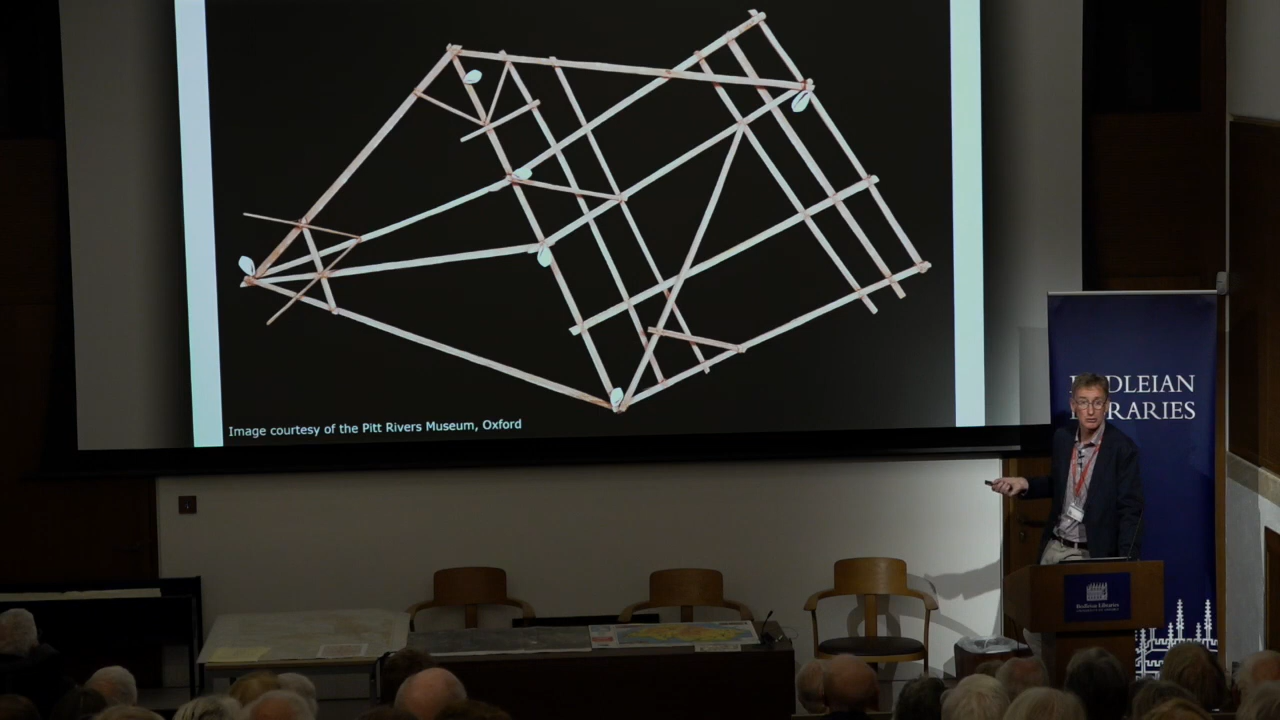 Image courtesy of the Pitt Rivers Museum, Oxford
BODLEIAN
LIBRARIES
Bodleian Libraries